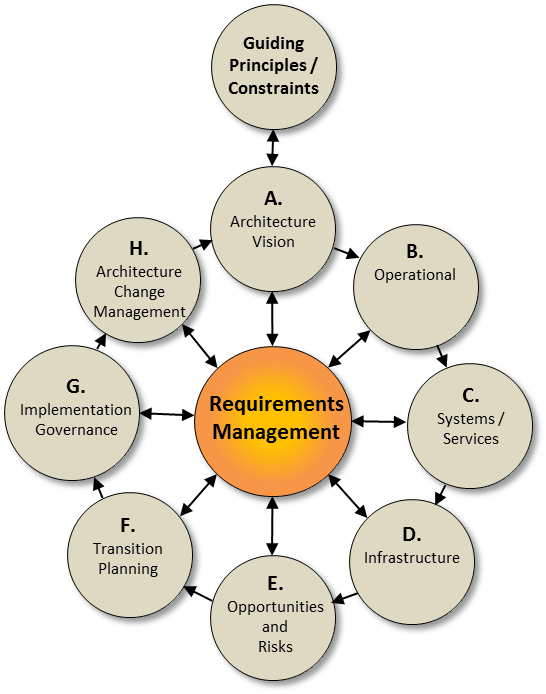 Guiding
Principles /
Constraints
A.
Architecture
Vision
B.
Operational
C.
Systems /
Services
D.
Infrastructure
E.
Opportunities
and
Risks
F.
Transition
Planning
G.
Implementation
Governance
H.
Architecture
Change
Management
Requirements
Management